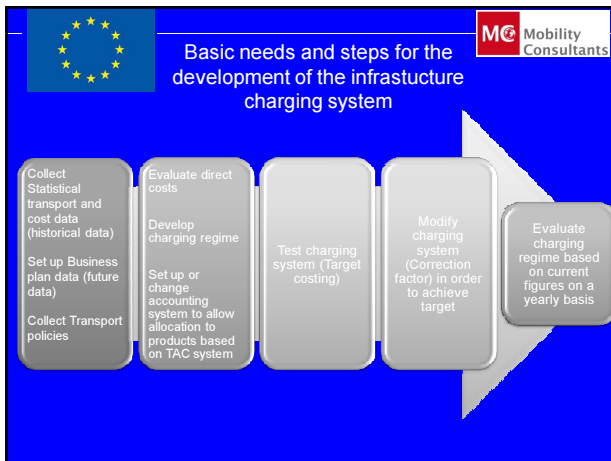 Basic needs and steps for the
development of the infrastucture
charging system
MC Mobility
Consultants
Collect
Statistical
transport and
cost data
(historical data)
Set up Business
plan data (future
data)
Collect Transport
policies
Evaluate direct
costs
Develop
charging regime
Set up or
change
accounting
system to allow
allocation to
products based
on TAC system
Test charging
system (Target
costing)
Modify
charging
system
(Correction
factor) in order
to achieve
target
Evaluate
charging
regime based
on current
figures on a
yearly basis